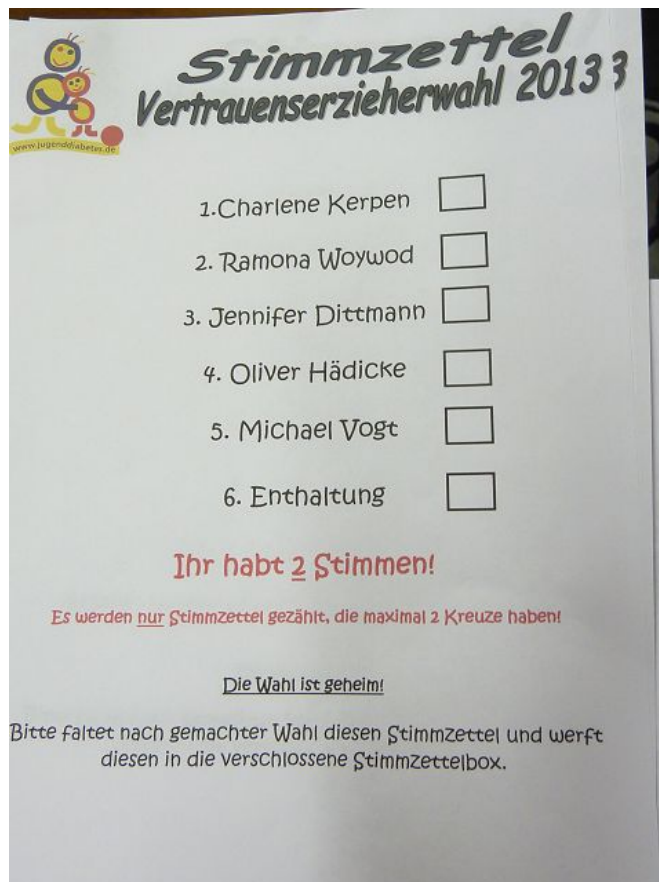 Stimmzettel
Vertrauenserzieherwahl 2013 3
www.jugenddiabetes.de
1.Charlene Kerpen
2. Ramona Woywod
3. Jennifer Dittmann
4. Oliver Hädicke
5. Michael Vogt
6. Enthaltung
Ihr habt 2 Stimmen!
Es werden nur Stimmzettel gezählt, die maximal 2 Kreuze haben!
Die Wahl ist geheim!
Bitte faltet nach gemachter Wahl diesen Stimmzettel und werft
diesen in die verschlossene Stimmzettelbox.